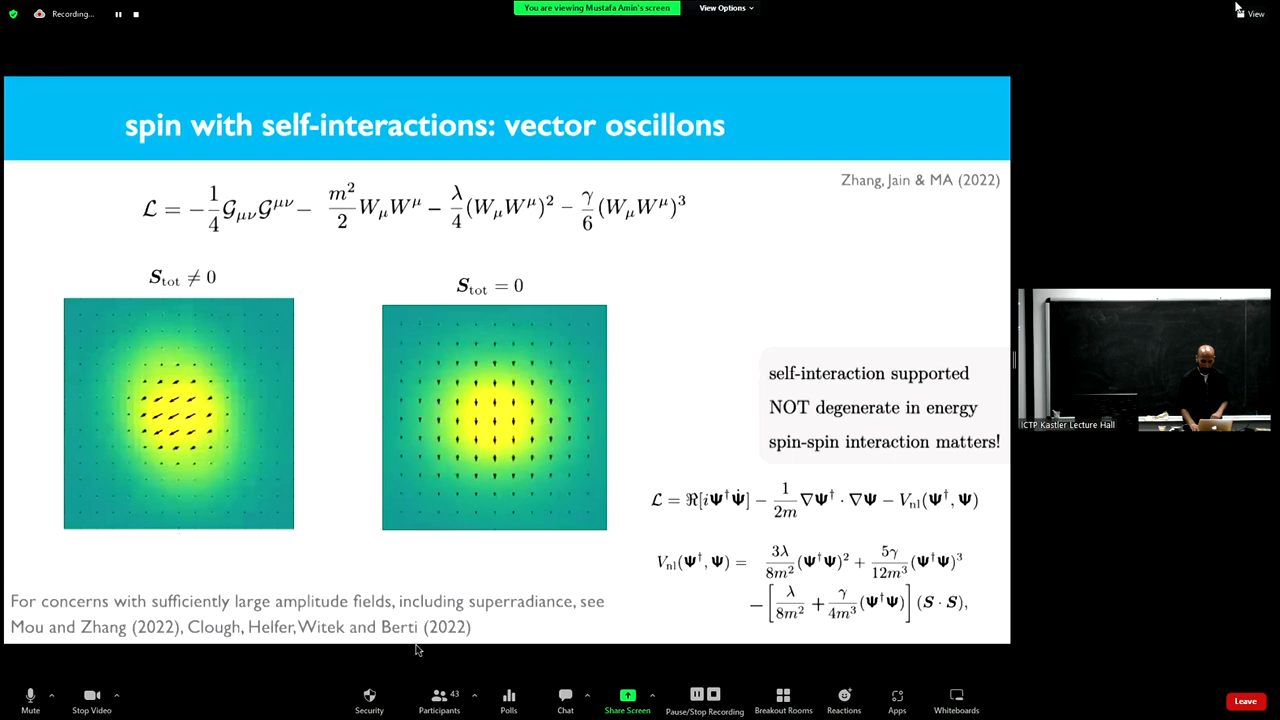 Recording...
You are viewing Mustafa Amin's screen
View Options
View
spin with self-interactions: vector oscillons
Zhang, Jain & MA (2022)
ℒ = −1/4 𝒢_{μν}𝒢^{μν} − m²/2 W_μW^μ − λ/4 (W_μW^μ)² − γ/6 (W_μW^μ)³
S_tot ≠ 0
S_tot = 0
self-interaction supported
NOT degenerate in energy
spin-spin interaction matters!
ICTP Kastler Lecture Hall
ℒ = ℜ[iΨ†Ψ̇] − 1/2m ∇Ψ† · ∇Ψ − V_nl(Ψ†, Ψ)
V_nl(Ψ†, Ψ) = 3λ/8m² (Ψ†Ψ)² + 5γ/12m³ (Ψ†Ψ)³
− [λ/8m² + γ/4m³ (Ψ†Ψ)] (S · S),
For concerns with sufficiently large amplitude fields, including superradiance, see
Mou and Zhang (2022), Clough, Helfer, Witek and Berti (2022)
43
Mute
Stop Video
Security
Participants
Polls
Chat
Share Screen
Pause/Stop Recording
Breakout Rooms
Reactions
Apps
Whiteboards
Leave